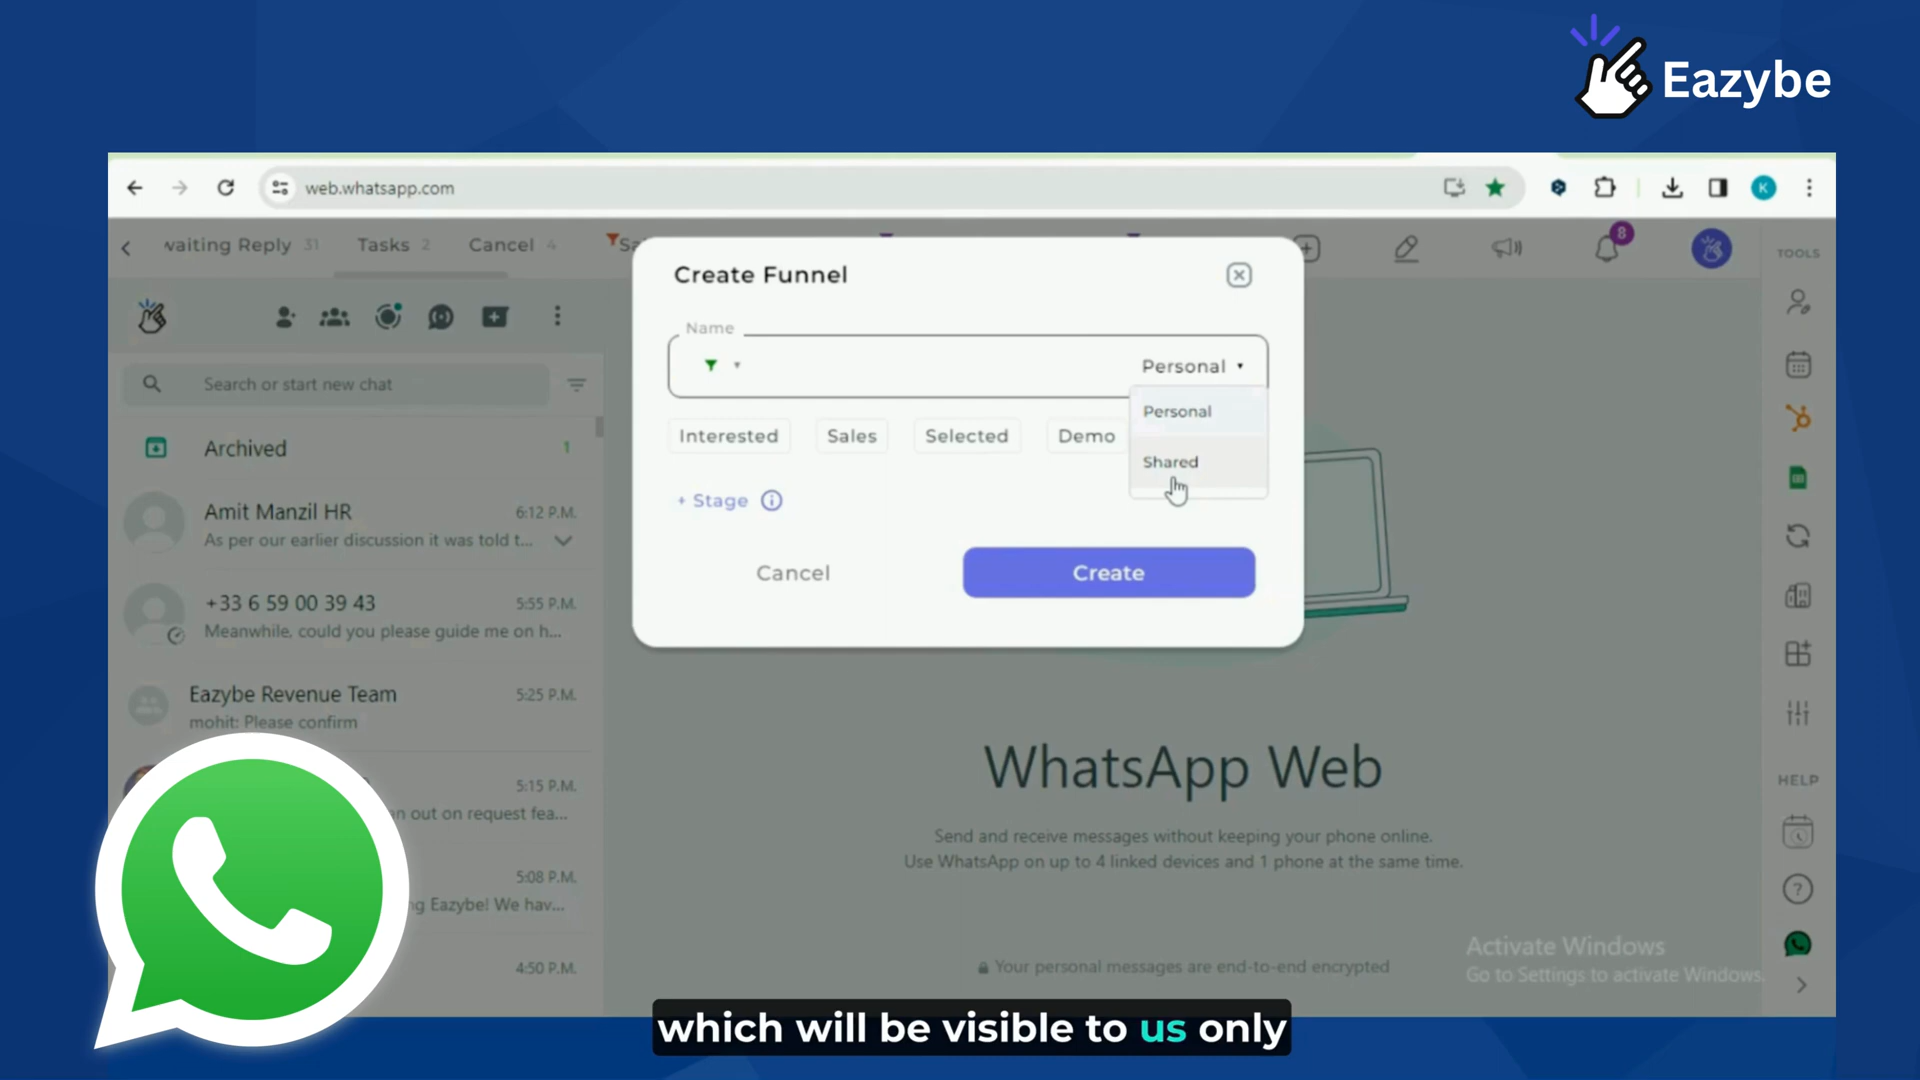 Eazybe
web.whatsapp.com
K
waiting Reply 31
Tasks 2
Cancel 4
8
TOOLS
Create Funnel
Name
Personal
Personal
Shared
Interested
Sales
Selected
Demo
+ Stage
Cancel
Create
Search or start new chat
Archived
1
Amit Manzil HR
6:12 P.M.
As per our earlier discussion it was told t...
+33 6 59 00 39 43
5:55 P.M.
Meanwhile, could you please guide me on h...
Eazybe Revenue Team
5:25 P.M.
mohit: Please confirm
5:15 P.M.
out on request fea...
5:08 P.M.
Eazybe! We hav...
4:50 P.M.
WhatsApp Web
Send and receive messages without keeping your phone online.
Use WhatsApp on up to 4 linked devices and 1 phone at the same time.
Your personal messages are end-to-end encrypted
HELP
Activate Windows
Go to Settings to activate Windows.
which will be visible to us only